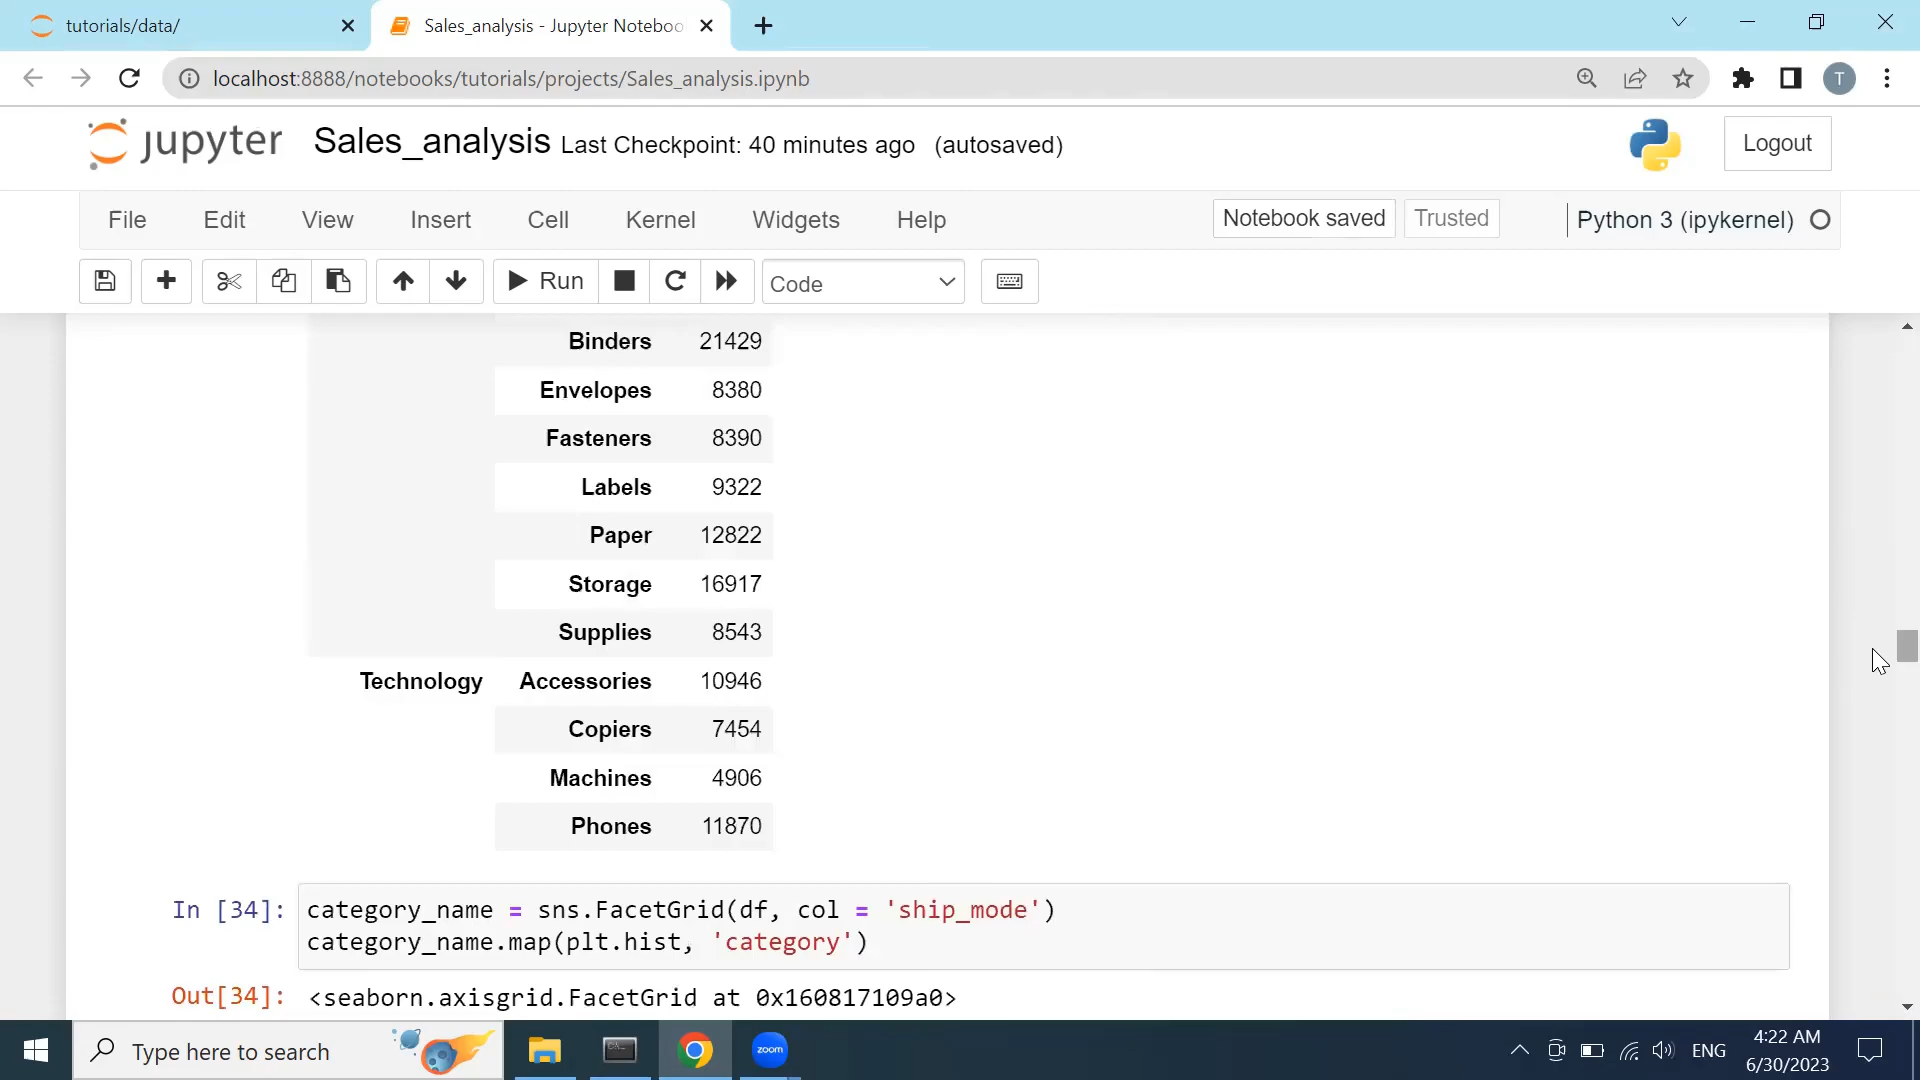 tutorials/data/
Sales_analysis - Jupyter Noteboo
localhost:8888/notebooks/tutorials/projects/Sales_analysis.ipynb
T
jupyter Sales_analysis Last Checkpoint: 40 minutes ago (autosaved)
Logout
File Edit View Insert Cell Kernel Widgets Help
Notebook saved Trusted Python 3 (ipykernel)
Run Code
Binders 21429
Envelopes 8380
Fasteners 8390
Labels 9322
Paper 12822
Storage 16917
Supplies 8543
Technology Accessories 10946
Copiers 7454
Machines 4906
Phones 11870
In [34]: category_name = sns.FacetGrid(df, col = 'ship_mode')
category_name.map(plt.hist, 'category')
Out[34]: <seaborn.axisgrid.FacetGrid at 0x160817109a0>
Type here to search
zoom
ENG
4:22 AM
6/30/2023